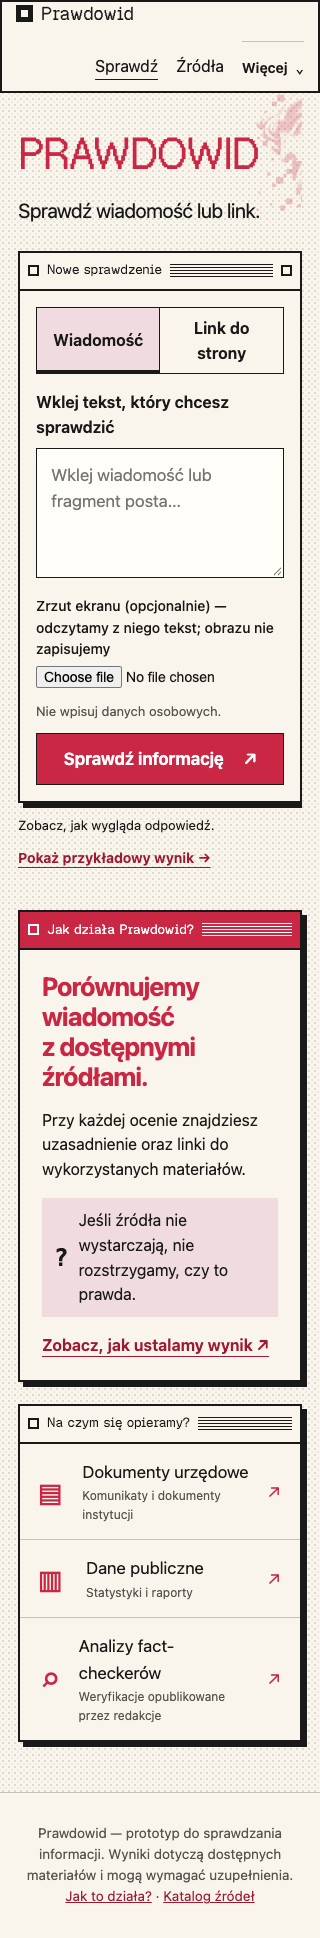 Prawdowid
Sprawdź Źródła Więcej
PRAWDOWID
Sprawdź wiadomość lub link.
Nowe sprawdzenie
Wiadomość
Link do
strony
Wklej tekst, który chcesz
sprawdzić
Wklej wiadomość lub
fragment posta...
Zrzut ekranu (opcjonalnie) —
odczytamy z niego tekst; obrazu nie
zapisujemy
Choose file No file chosen
Nie wpisuj danych osobowych.
Sprawdź informację ↗
Zobacz, jak wygląda odpowiedź.
Pokaż przykładowy wynik →
Jak działa Prawdowid?
Porównujemy
wiadomość
z dostępnymi
źródłami.
Przy każdej ocenie znajdziesz
uzasadnienie oraz linki do
wykorzystanych materiałów.
?
Jeśli źródła nie
wystarczają, nie
rozstrzygamy, czy to
prawda.
Zobacz, jak ustalamy wynik ↗
Na czym się opieramy?
Dokumenty urzędowe
Komunikaty i dokumenty
instytucji
↗
Dane publiczne
Statystyki i raporty
↗
Analizy fact-
checkerów
Weryfikacje opublikowane
przez redakcje
↗
Prawdowid — prototyp do sprawdzania
informacji. Wyniki dotyczą dostępnych
materiałów i mogą wymagać uzupełnienia.
Jak to działa? · Katalog źródeł